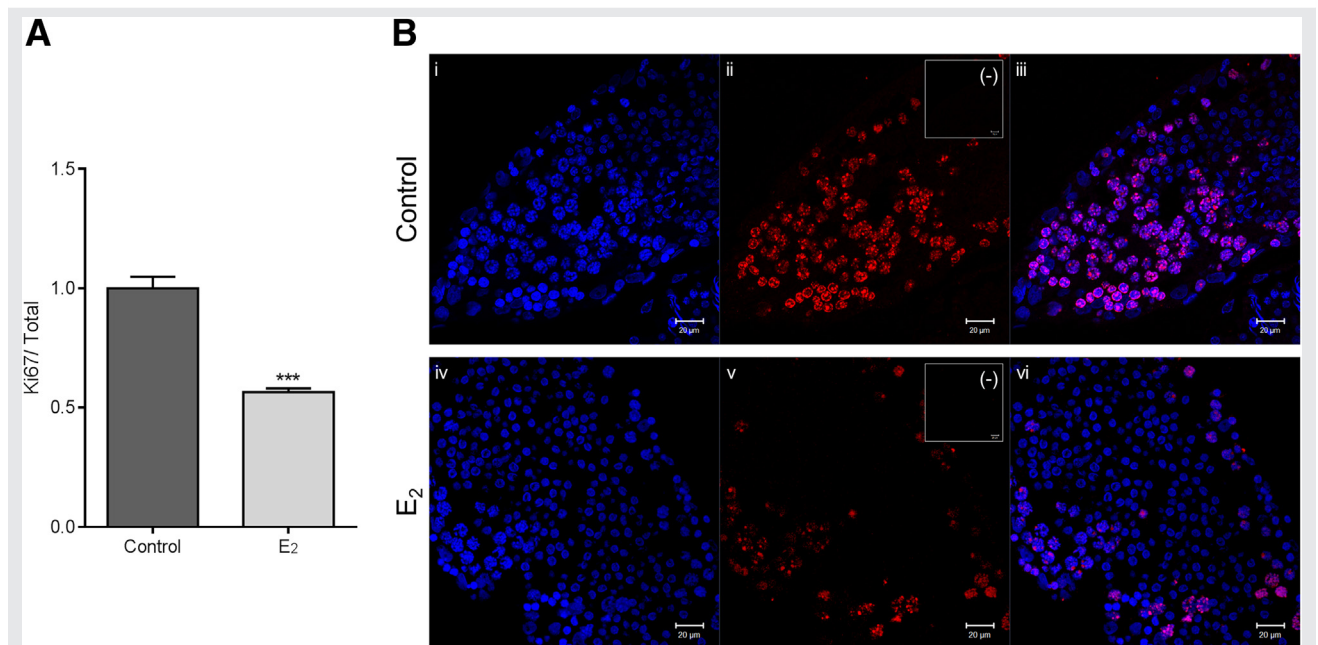 A
B
Ki67/ Total
1.5
1.0
0.5
0.0
***
Control
E2
Control
i
ii
(-)
iii
20 µm
20 µm
20 µm
E2
iv
v
(-)
vi
20 µm
20 µm
20 µm